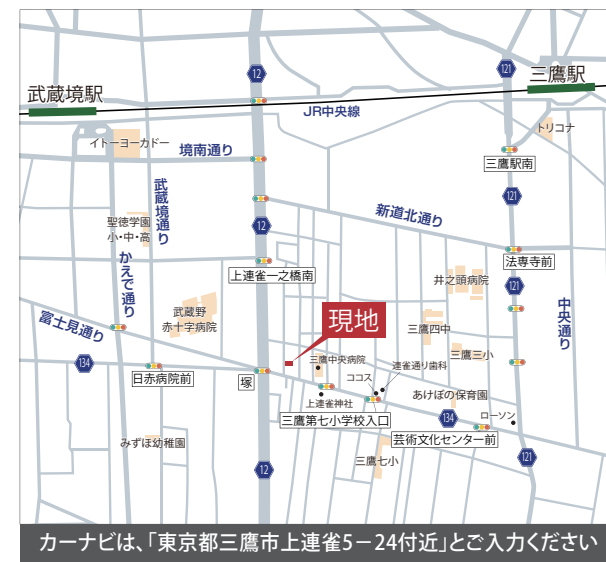 12
121
三鷹駅
武蔵境駅
JR中央線
トリコナ
イトーヨーカドー
境南通り
三鷹駅南
武蔵境通り
121
新道北通り
聖徳学園
小・中・高
12
かえで通り
法専寺前
上連雀一之橋南
井之頭病院
121
中央通り
武蔵野
赤十字病院
現地
富士見通り
三鷹四中
三鷹中央病院
三鷹三小
134
連雀通り歯科
日赤病院前
塚
ココス
あけぼの保育園
上連雀神社
三鷹第七小学校入口
134
ローソン
芸術文化センター前
みずほ幼稚園
三鷹七小
12
121
カーナビは、「東京都三鷹市上連雀5－24付近」とご入力ください